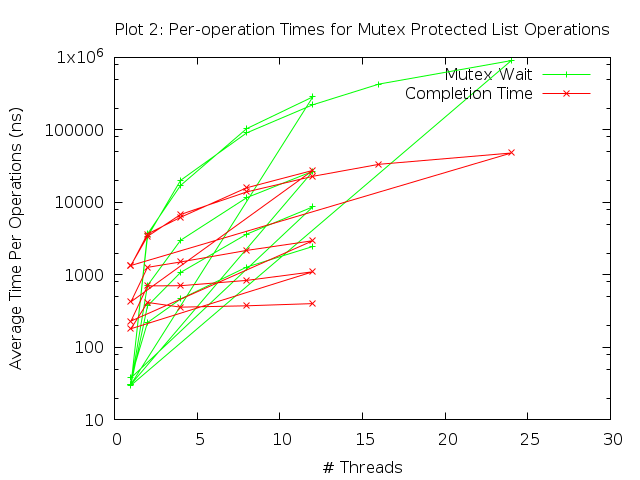 Plot 2: Per-operation Times for Mutex Protected List Operations
1x10^6
Mutex Wait
Completion Time
100000
10000
1000
100
10
Average Time Per Operations (ns)
0 5 10 15 20 25 30
# Threads